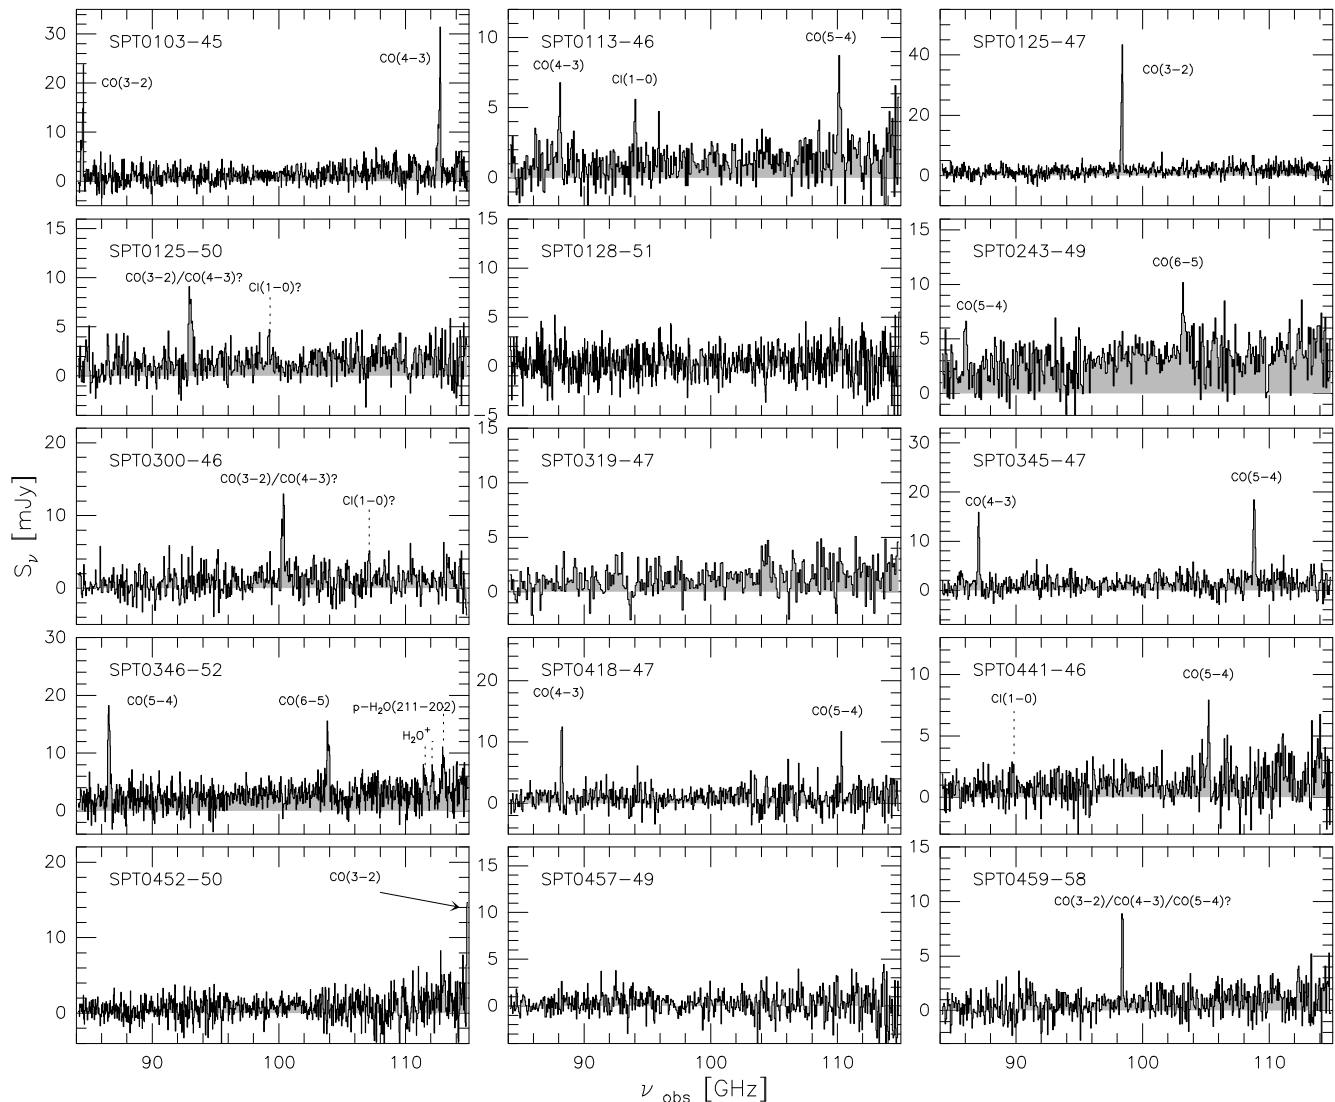 SPT0103−45
CO(3−2)
CO(4−3)
30
20
10
0
SPT0113−46
CO(4−3)
CI(1−0)
CO(5−4)
10
5
0
SPT0125−47
CO(3−2)
40
20
0
SPT0125−50
CO(3−2)/CO(4−3)?
CI(1−0)?
15
10
5
0
SPT0128−51
15
10
5
0
−5
SPT0243−49
CO(5−4)
CO(6−5)
15
10
5
0
SPT0300−46
CO(3−2)/CO(4−3)?
CI(1−0)?
20
10
0
SPT0319−47
15
10
5
0
SPT0345−47
CO(4−3)
CO(5−4)
30
20
10
0
SPT0346−52
CO(5−4)
CO(6−5)
p−H₂O(211−202)
H₂O⁺
30
20
10
0
SPT0418−47
CO(4−3)
CO(5−4)
20
10
0
SPT0441−46
CI(1−0)
CO(5−4)
10
5
0
SPT0452−50
CO(3−2)
20
10
0
SPT0457−49
15
10
5
0
SPT0459−58
CO(3−2)/CO(4−3)/CO(5−4)?
15
10
5
0
90 100 110
90 100 110
90 100 110
S_ν [mJy]
ν_obs [GHz]